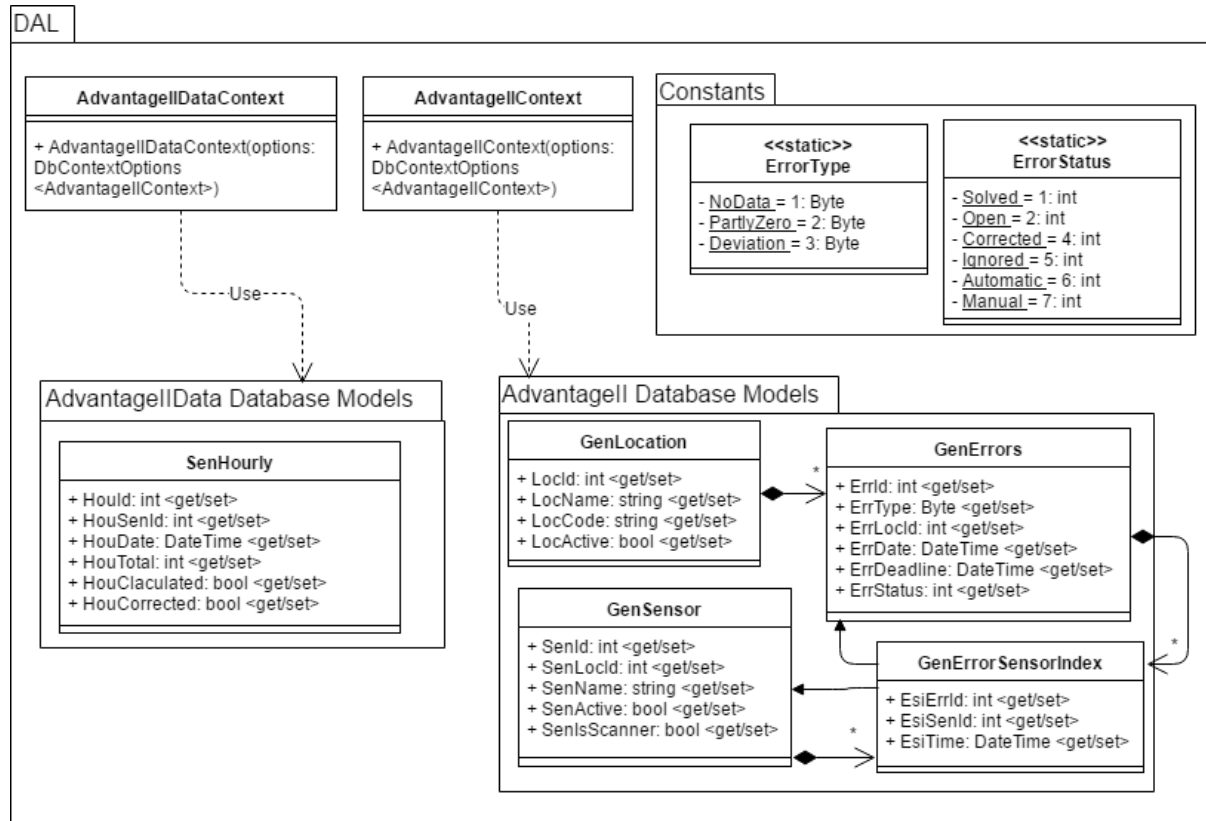 DAL
AdvantageIIDataContext
+ AdvantageIIDataContext(options:
DbContextOptions
<AdvantageIIContext>)
AdvantageIIContext
+ AdvantageIIContext(options:
DbContextOptions
<AdvantageIIContext>)
Constants
<<static>>
ErrorType
- NoData = 1: Byte
- PartlyZero = 2: Byte
- Deviation = 3: Byte
<<static>>
ErrorStatus
- Solved = 1: int
- Open = 2: int
- Corrected = 4: int
- Ignored = 5: int
- Automatic = 6: int
- Manual = 7: int
Use
Use
AdvantageIIData Database Models
SenHourly
+ HouId: int <get/set>
+ HouSenId: int <get/set>
+ HouDate: DateTime <get/set>
+ HouTotal: int <get/set>
+ HouClaculated: bool <get/set>
+ HouCorrected: bool <get/set>
AdvantageII Database Models
GenLocation
+ LocId: int <get/set>
+ LocName: string <get/set>
+ LocCode: string <get/set>
+ LocActive: bool <get/set>
*
GenErrors
+ ErrId: int <get/set>
+ ErrType: Byte <get/set>
+ ErrLocId: int <get/set>
+ ErrDate: DateTime <get/set>
+ ErrDeadline: DateTime <get/set>
+ ErrStatus: int <get/set>
*
GenSensor
+ SenId: int <get/set>
+ SenLocId: int <get/set>
+ SenName: string <get/set>
+ SenActive: bool <get/set>
+ SenIsScanner: bool <get/set>
*
GenErrorSensorIndex
+ EsiErrId: int <get/set>
+ EsiSenId: int <get/set>
+ EsiTime: DateTime <get/set>